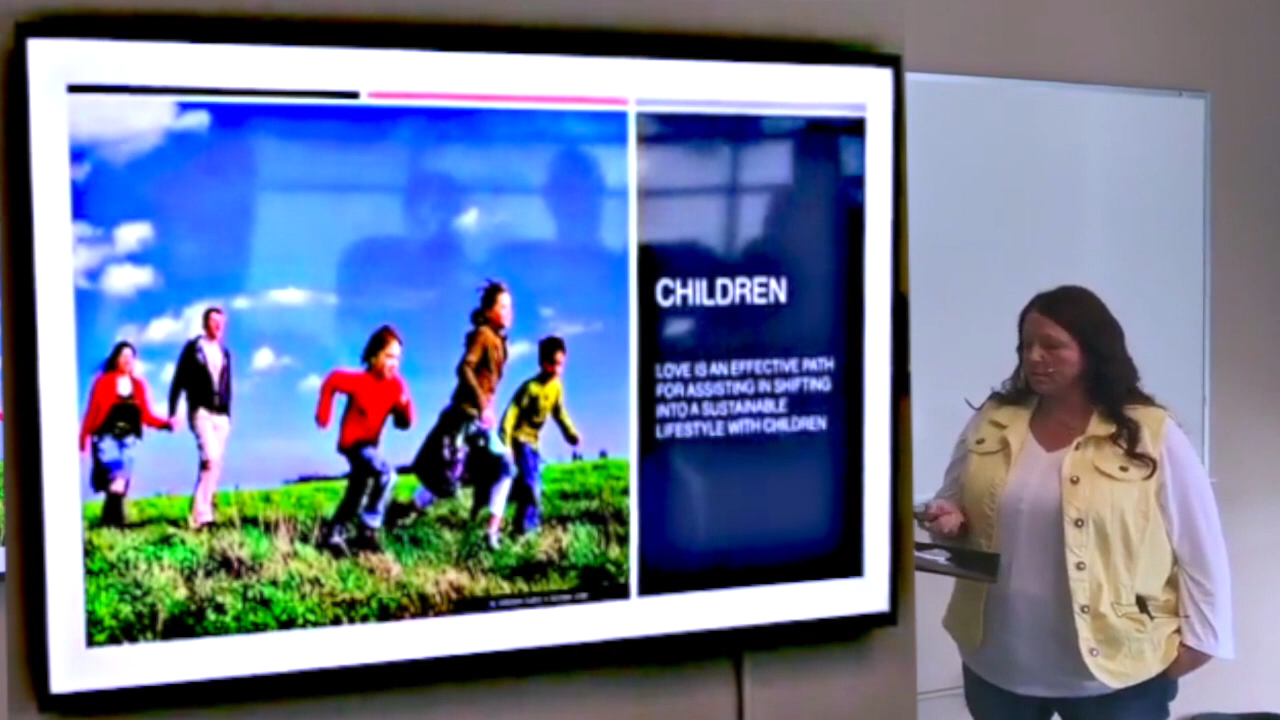 CHILDREN
LOVE IS AN EFFECTIVE PATH
FOR ASSISTING IN SHIFTING
INTO A SUSTAINABLE
LIFESTYLE WITH CHILDREN